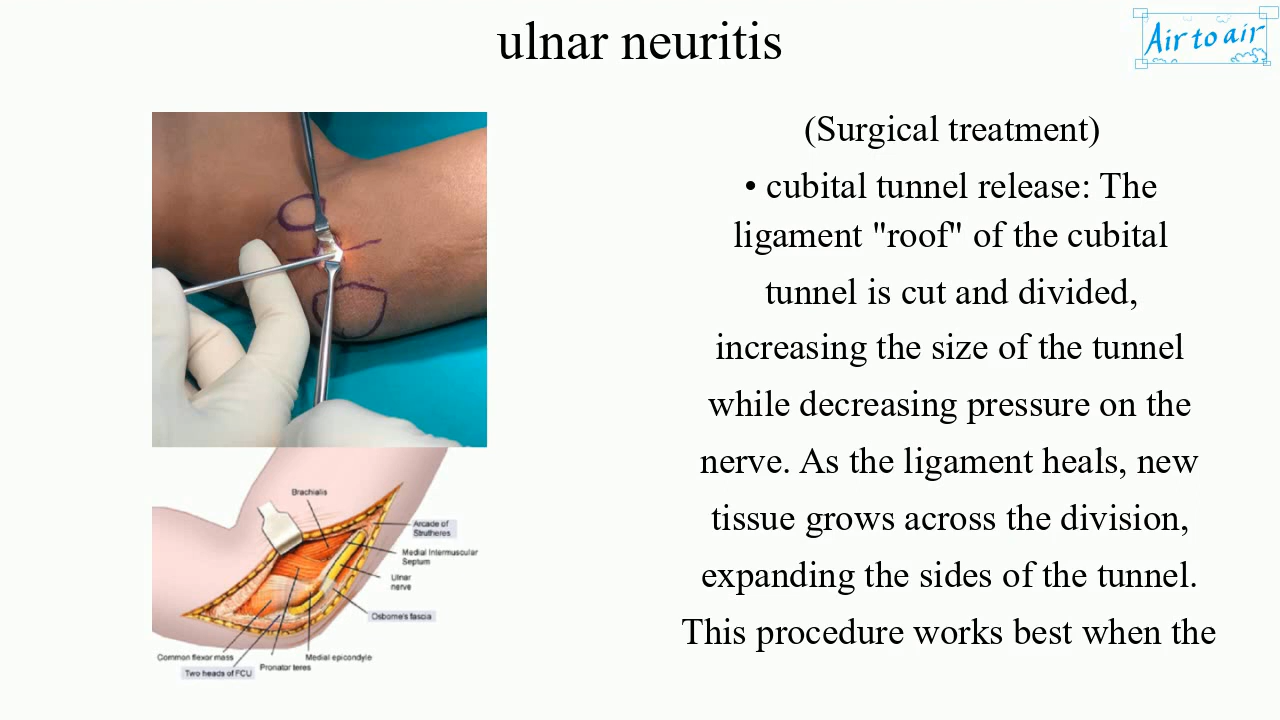 ulnar neuritis
Air to air
(Surgical treatment)
• cubital tunnel release: The
ligament "roof" of the cubital
tunnel is cut and divided,
increasing the size of the tunnel
while decreasing pressure on the
nerve. As the ligament heals, new
tissue grows across the division,
expanding the sides of the tunnel.
This procedure works best when the
Brachialis
Arcade of
Strutheres
Medial Intermuscular
Septum
Ulnar
nerve
Osborne's fascia
Common flexor mass
Medial epicondyle
Pronator teres
Two heads of FCU